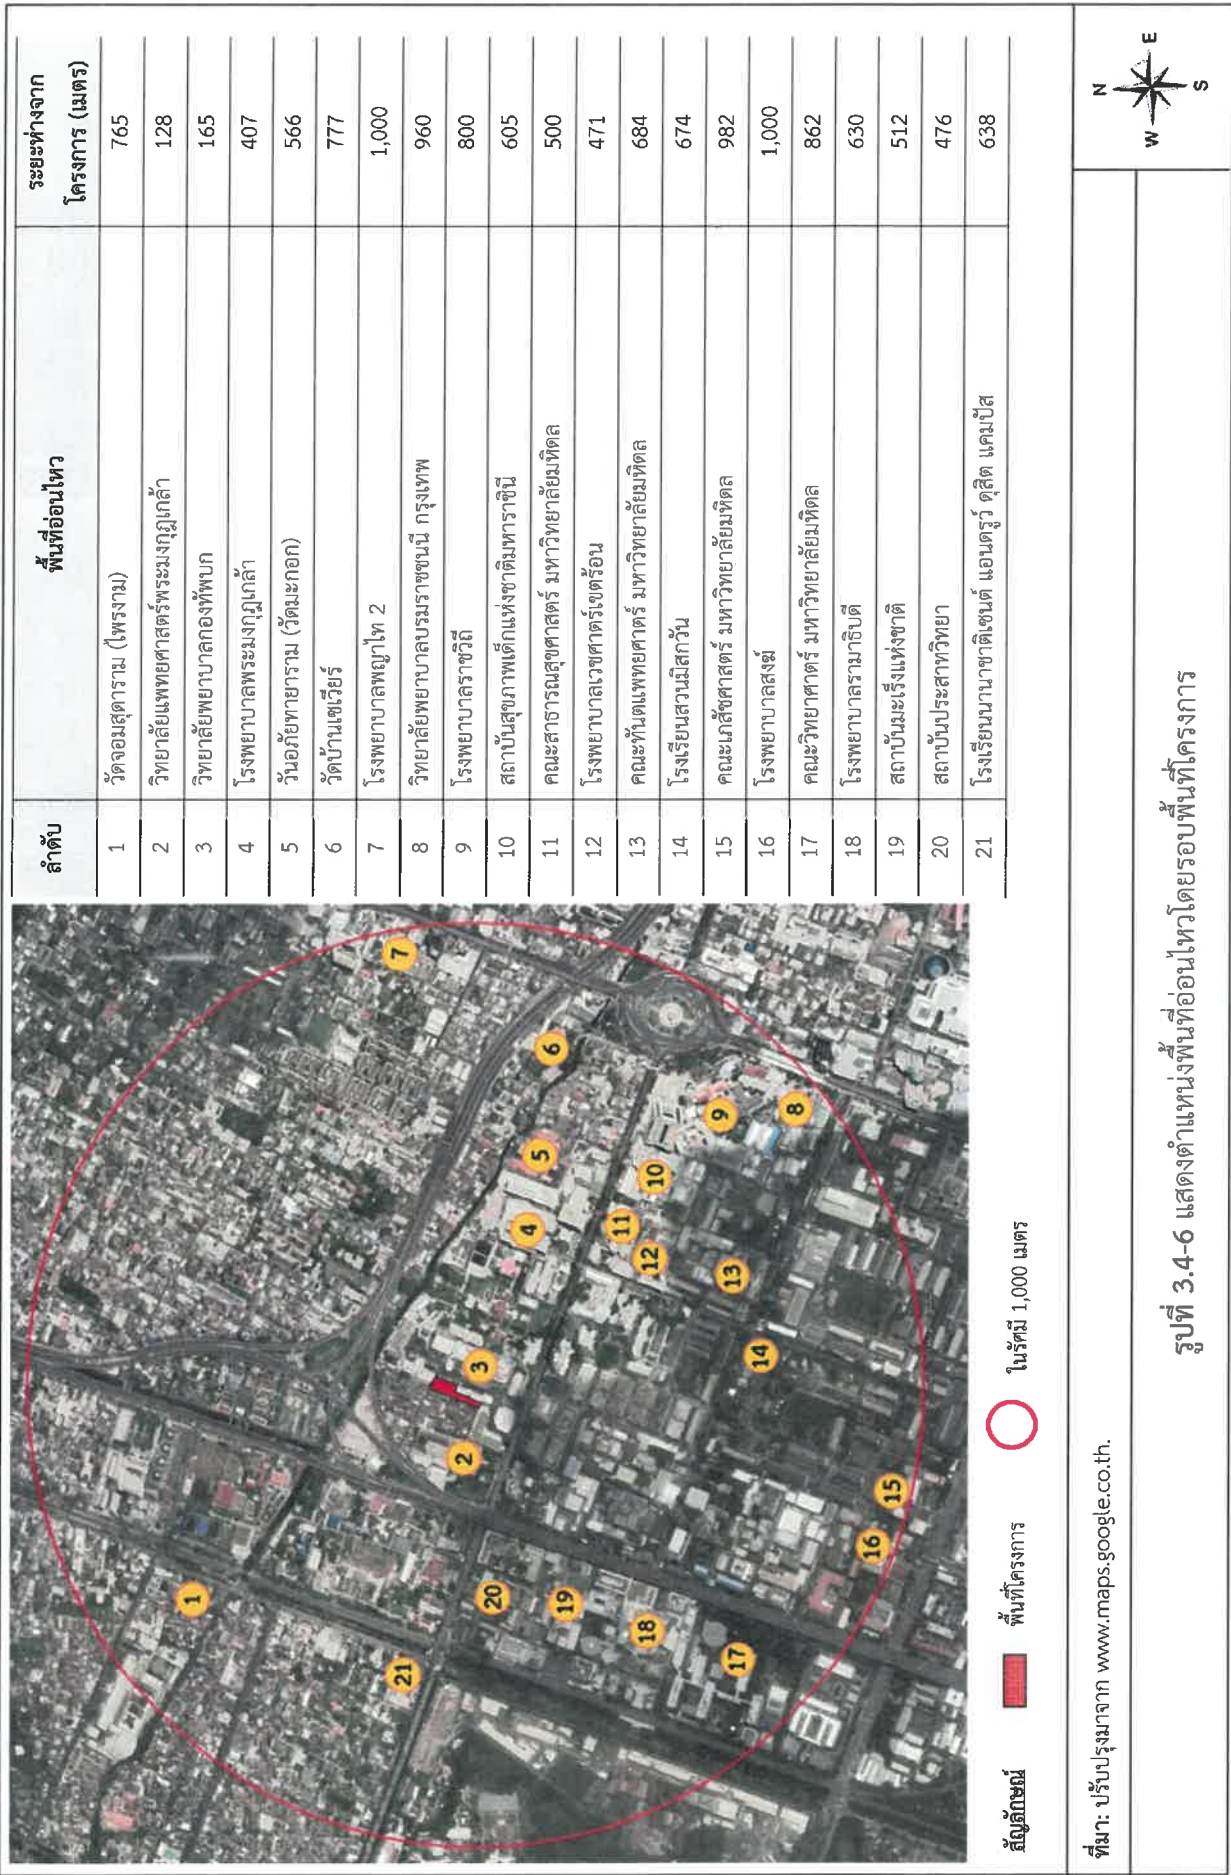 ลำดับ พื้นที่อ่อนไหว ระยะห่างจาก
โครงการ (เมตร)
1 วัดจอมสุดาราม (ไพรงาม) 765
2 วิทยาลัยแพทยศาสตร์พระมงกุฎเกล้า 128
3 วิทยาลัยพยาบาลกองทัพบก 165
4 โรงพยาบาลพระมงกุฎเกล้า 407
5 วันอภัยทายาราม (วัดมะกอก) 566
6 วัดบ้านเซเวียร์ 777
7 โรงพยาบาลพญาไท 2 1,000
8 วิทยาลัยพยาบาลบรมราชชนนี กรุงเทพ 960
9 โรงพยาบาลราชวิถี 800
10 สถาบันสุขภาพเด็กแห่งชาติมหาราชินี 605
11 คณะสาธารณสุขศาสตร์ มหาวิทยาลัยมหิดล 500
12 โรงพยาบาลเวชศาตร์เขตร้อน 471
13 คณะทันตแพทยศาตร์ มหาวิทยาลัยมหิดล 684
14 โรงเรียนสวนมิสกวัน 674
15 คณะเภสัชศาสตร์ มหาวิทยาลัยมหิดล 982
16 โรงพยาบาลสงฆ์ 1,000
17 คณะวิทยาศาตร์ มหาวิทยาลัยมหิดล 862
18 โรงพยาบาลรามาธิบดี 630
19 สถาบันมะเร็งแห่งชาติ 512
20 สถาบันประสาทวิทยา 476
21 โรงเรียนนานาชาติเซนต์ แอนดรูว์ ดุสิต แคมปัส 638
1
2
3
4
5
6
7
8
9
10
11
12
13
14
15
16
17
18
19
20
21
สัญลักษณ์ พื้นที่โครงการ ในรัศมี 1,000 เมตร
ที่มา: ปรับปรุงมาจาก www.maps.google.co.th.
รูปที่ 3.4-6 แสดงตำแหน่งพื้นที่อ่อนไหวโดยรอบพื้นที่โครงการ
N
W E
S